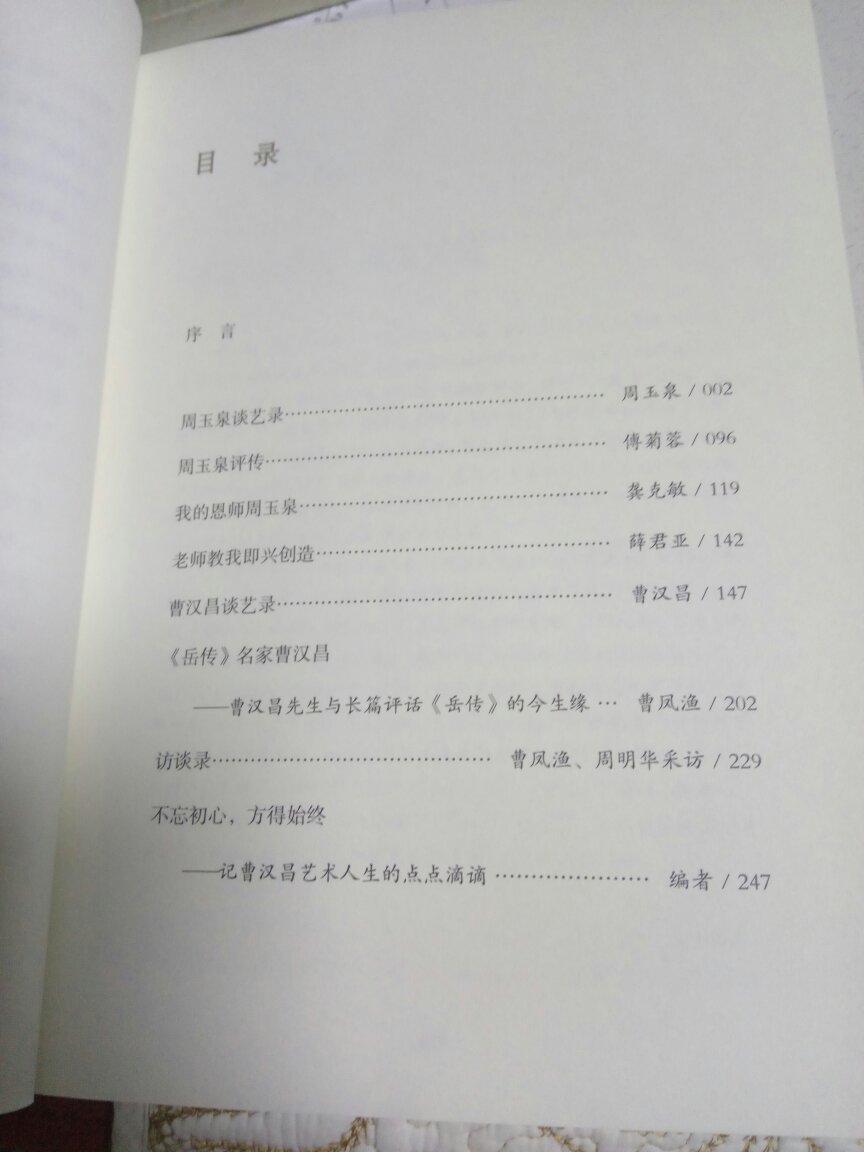 目 录
序 言
周玉泉谈艺录………………………………………… 周玉泉 / 002
周玉泉评传………………………………………… 傅菊蓉 / 096
我的恩师周玉泉………………………………………… 龚克敏 / 119
老师教我即兴创造………………………………………… 薛君亚 / 142
曹汉昌谈艺录………………………………………… 曹汉昌 / 147
《岳传》名家曹汉昌
——曹汉昌先生与长篇评话《岳传》的今生缘 … 曹凤渔 / 202
访谈录………………………………… 曹凤渔、周明华采访 / 229
不忘初心，方得始终
——记曹汉昌艺术人生的点点滴谪 ………………… 编者 / 247